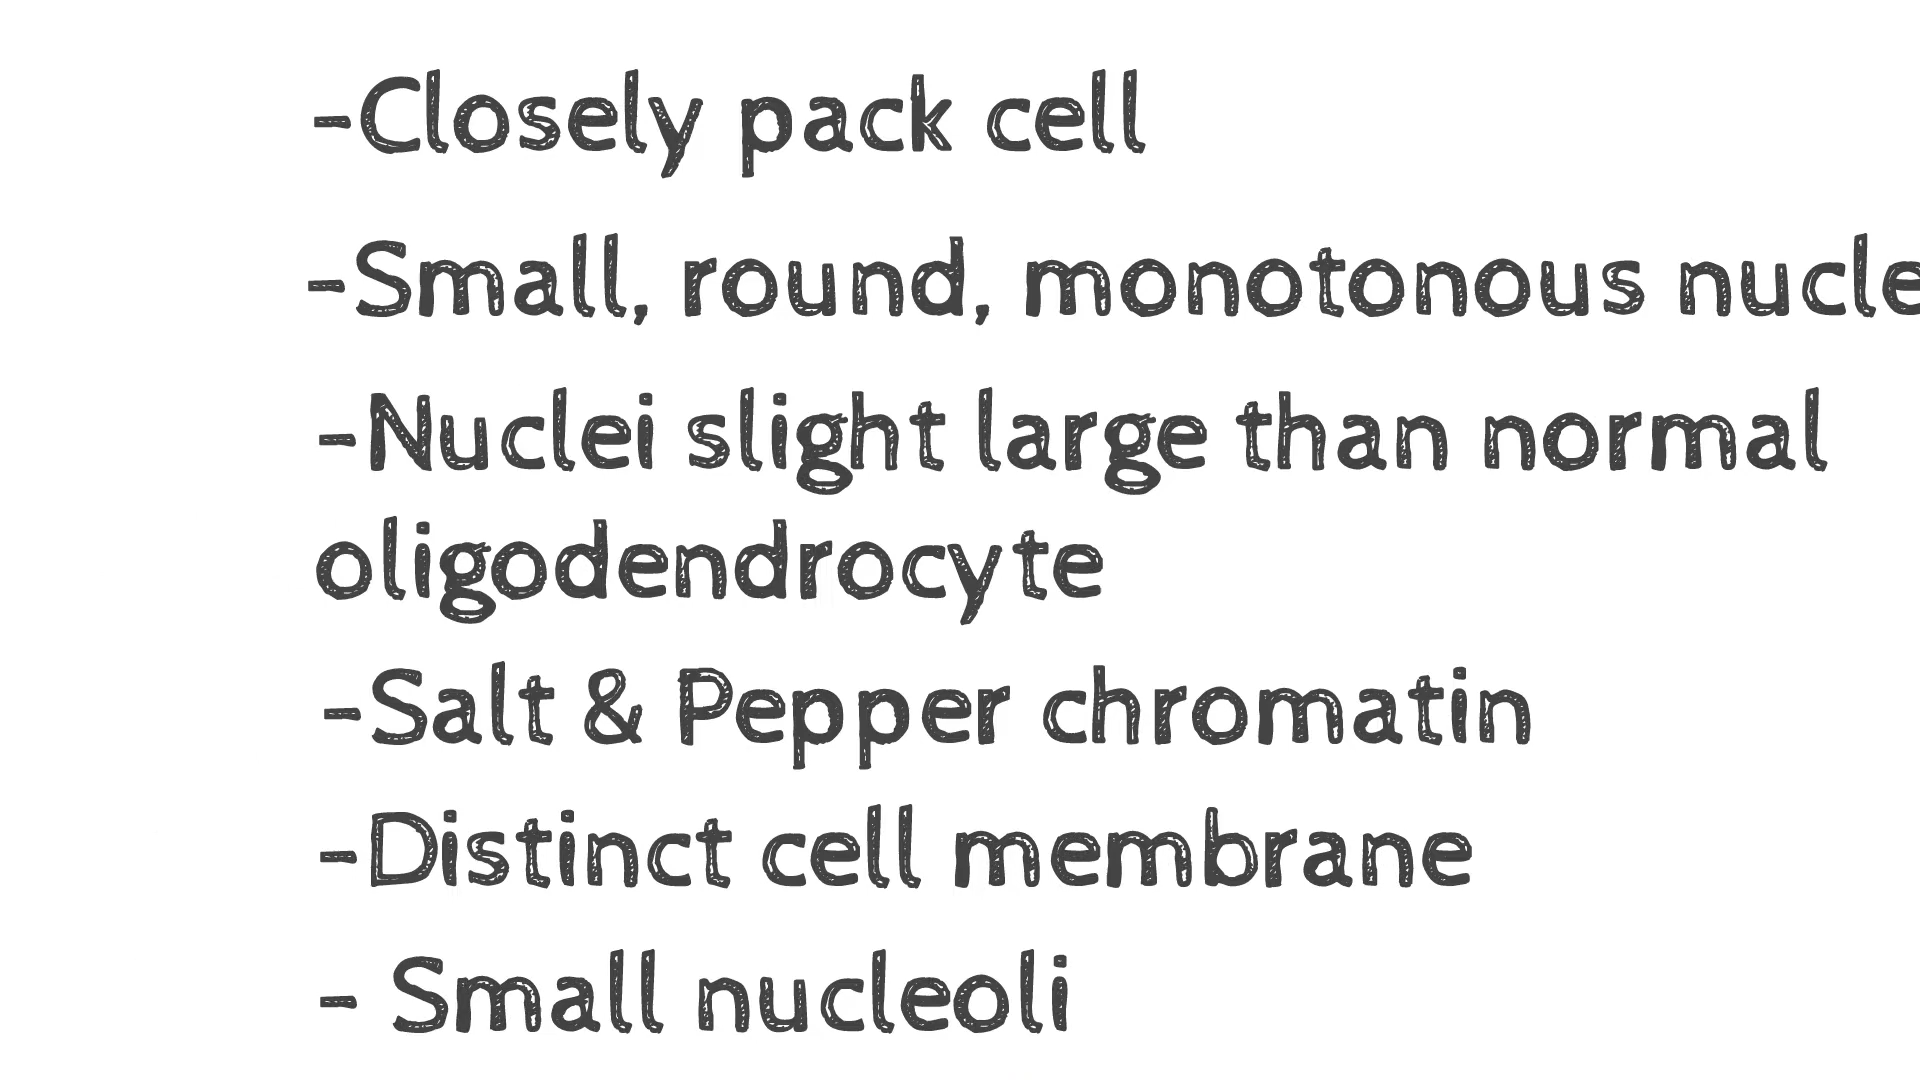 -Closely pack cell
-Small, round, monotonous nucle
-Nuclei slight large than normal
oligodendrocyte
-Salt & Pepper chromatin
-Distinct cell membrane
- Small nucleoli